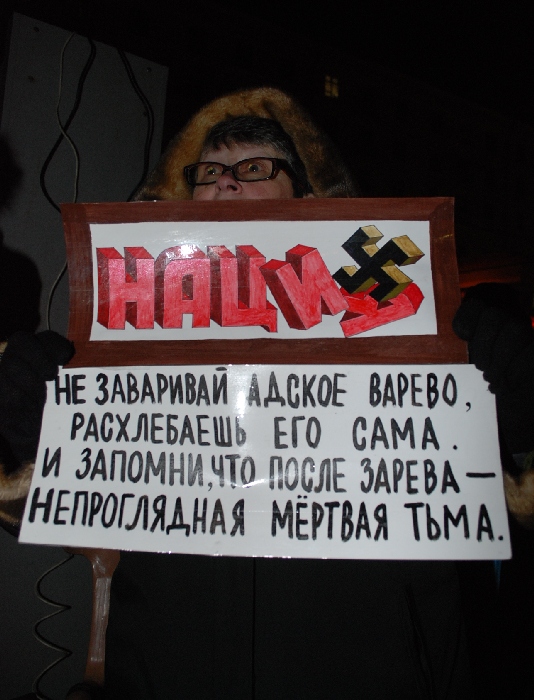 НАЦИ
НЕ ЗАВАРИВАЙ АДСКОЕ ВАРЕВО,
РАСХЛЕБАЕШЬ ЕГО САМА.
И ЗАПОМНИ, ЧТО ПОСЛЕ ЗАРЕВА —
НЕПРОГЛЯДНАЯ МЁРТВАЯ ТЬМА.